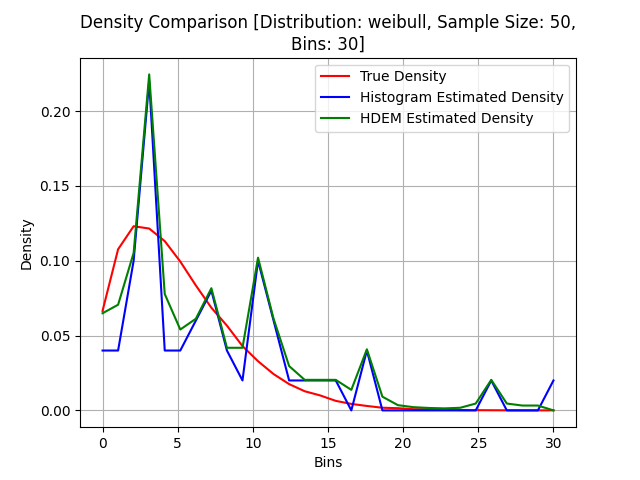 Density Comparison [Distribution: weibull, Sample Size: 50,
Bins: 30]
True Density
Histogram Estimated Density
HDEM Estimated Density
Density
0.20
0.15
0.10
0.05
0.00
0 5 10 15 20 25 30
Bins